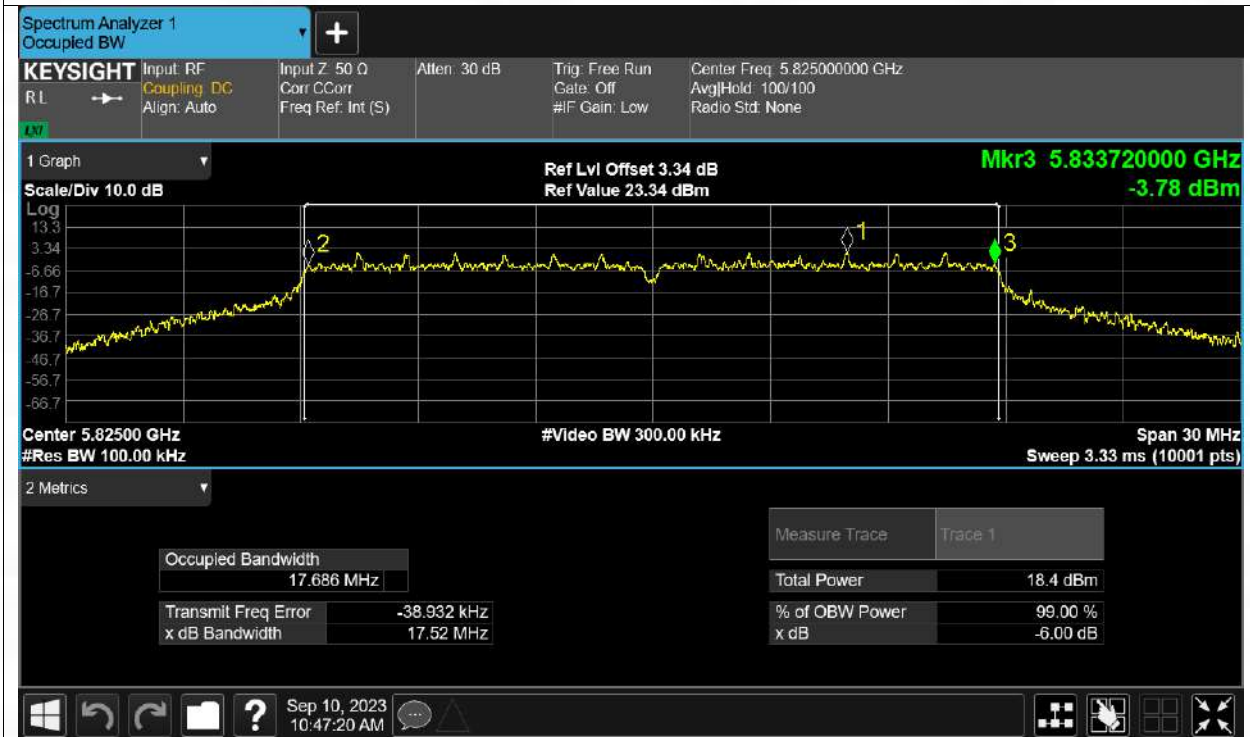 Spectrum Analyzer 1
Occupied BW
+
KEYSIGHT
R L
LXI
Input: RF
Coupling: DC
Align: Auto
Input Z: 50 Ω
Corr CCorr
Freq Ref: Int (S)
Atten: 30 dB
Trig: Free Run
Gate: Off
#IF Gain: Low
Center Freq: 5.825000000 GHz
Avg|Hold: 100/100
Radio Std: None
1 Graph
Scale/Div 10.0 dB
Ref Lvl Offset 3.34 dB
Ref Value 23.34 dBm
Mkr3 5.833720000 GHz
-3.78 dBm
Log
13.3
3.34
-6.66
-16.7
-26.7
-36.7
-46.7
-56.7
-66.7
2
1
3
Center 5.82500 GHz
#Res BW 100.00 kHz
#Video BW 300.00 kHz
Span 30 MHz
Sweep 3.33 ms (10001 pts)
2 Metrics
Occupied Bandwidth
17.686 MHz
Transmit Freq Error -38.932 kHz
x dB Bandwidth 17.52 MHz
Measure Trace Trace 1
Total Power 18.4 dBm
% of OBW Power 99.00 %
x dB -6.00 dB
?
Sep 10, 2023
10:47:20 AM